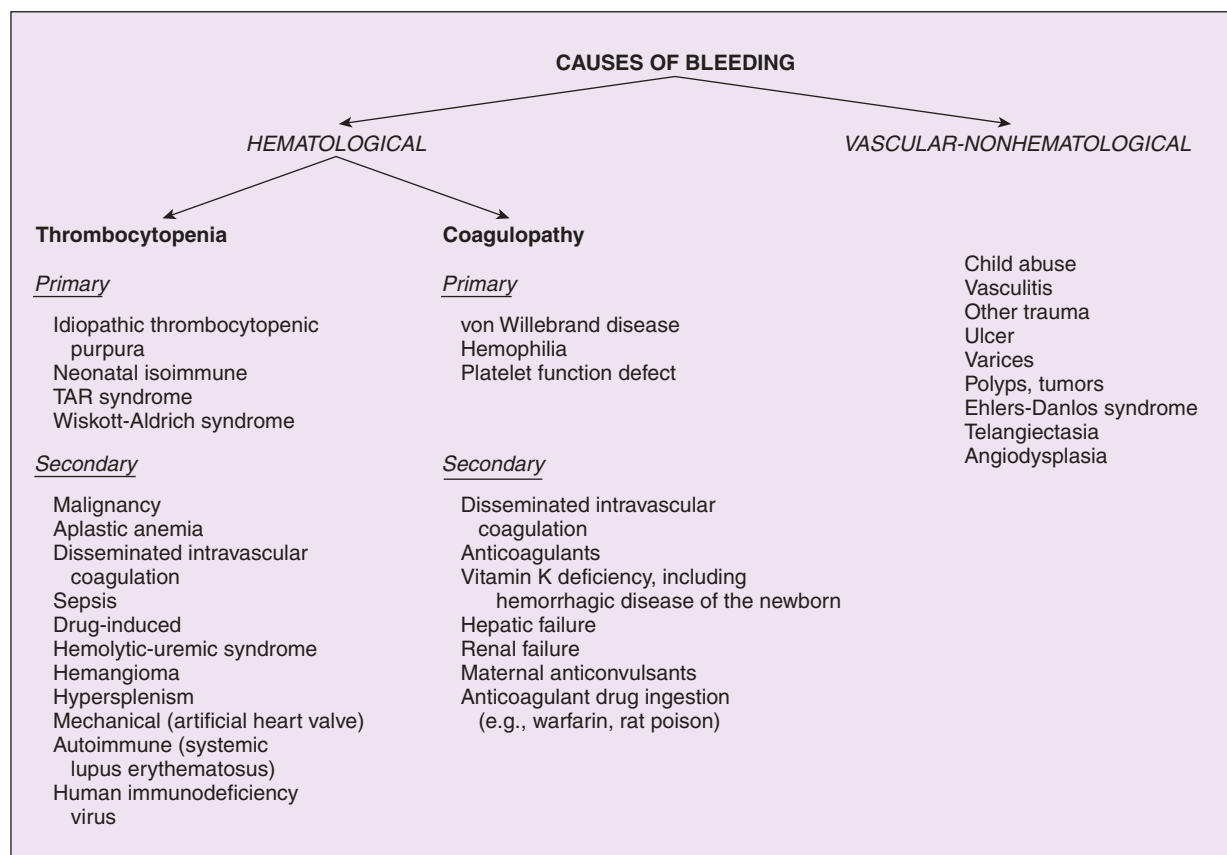 CAUSES OF BLEEDING
HEMATOLOGICAL
VASCULAR-NONHEMATOLOGICAL
Thrombocytopenia
Primary
Idiopathic thrombocytopenic
purpura
Neonatal isoimmune
TAR syndrome
Wiskott-Aldrich syndrome
Secondary
Malignancy
Aplastic anemia
Disseminated intravascular
coagulation
Sepsis
Drug-induced
Hemolytic-uremic syndrome
Hemangioma
Hypersplenism
Mechanical (artificial heart valve)
Autoimmune (systemic
lupus erythematosus)
Human immunodeficiency
virus
Coagulopathy
Primary
von Willebrand disease
Hemophilia
Platelet function defect
Secondary
Disseminated intravascular
coagulation
Anticoagulants
Vitamin K deficiency, including
hemorrhagic disease of the newborn
Hepatic failure
Renal failure
Maternal anticonvulsants
Anticoagulant drug ingestion
(e.g., warfarin, rat poison)
Child abuse
Vasculitis
Other trauma
Ulcer
Varices
Polyps, tumors
Ehlers-Danlos syndrome
Telangiectasia
Angiodysplasia